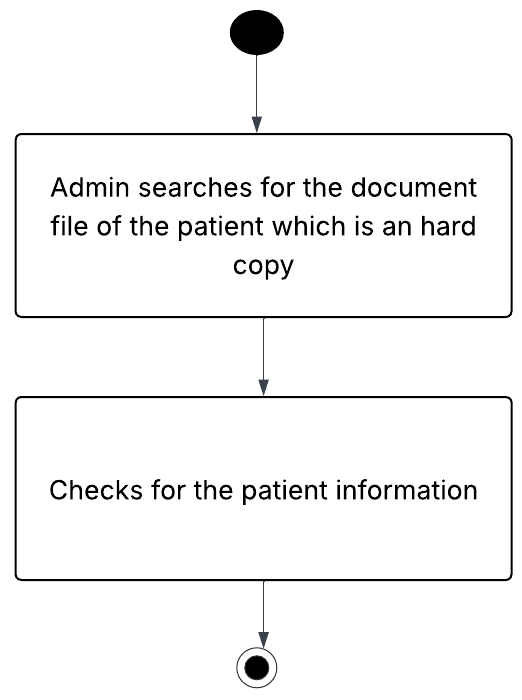 Admin searches for the document
file of the patient which is an hard
copy
Checks for the patient information